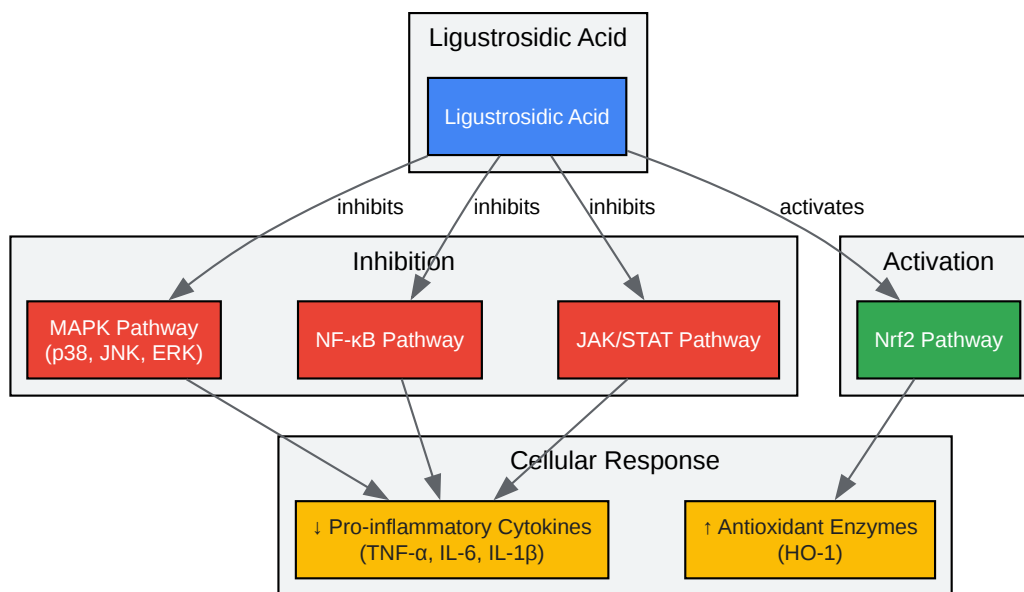 Ligustrosidic Acid
Ligustrosidic Acid
inhibits
inhibits
inhibits
activates
Inhibition
Activation
MAPK Pathway
(p38, JNK, ERK)
NF-κB Pathway
JAK/STAT Pathway
Nrf2 Pathway
Cellular Response
↓ Pro-inflammatory Cytokines
(TNF-α, IL-6, IL-1β)
↑ Antioxidant Enzymes
(HO-1)